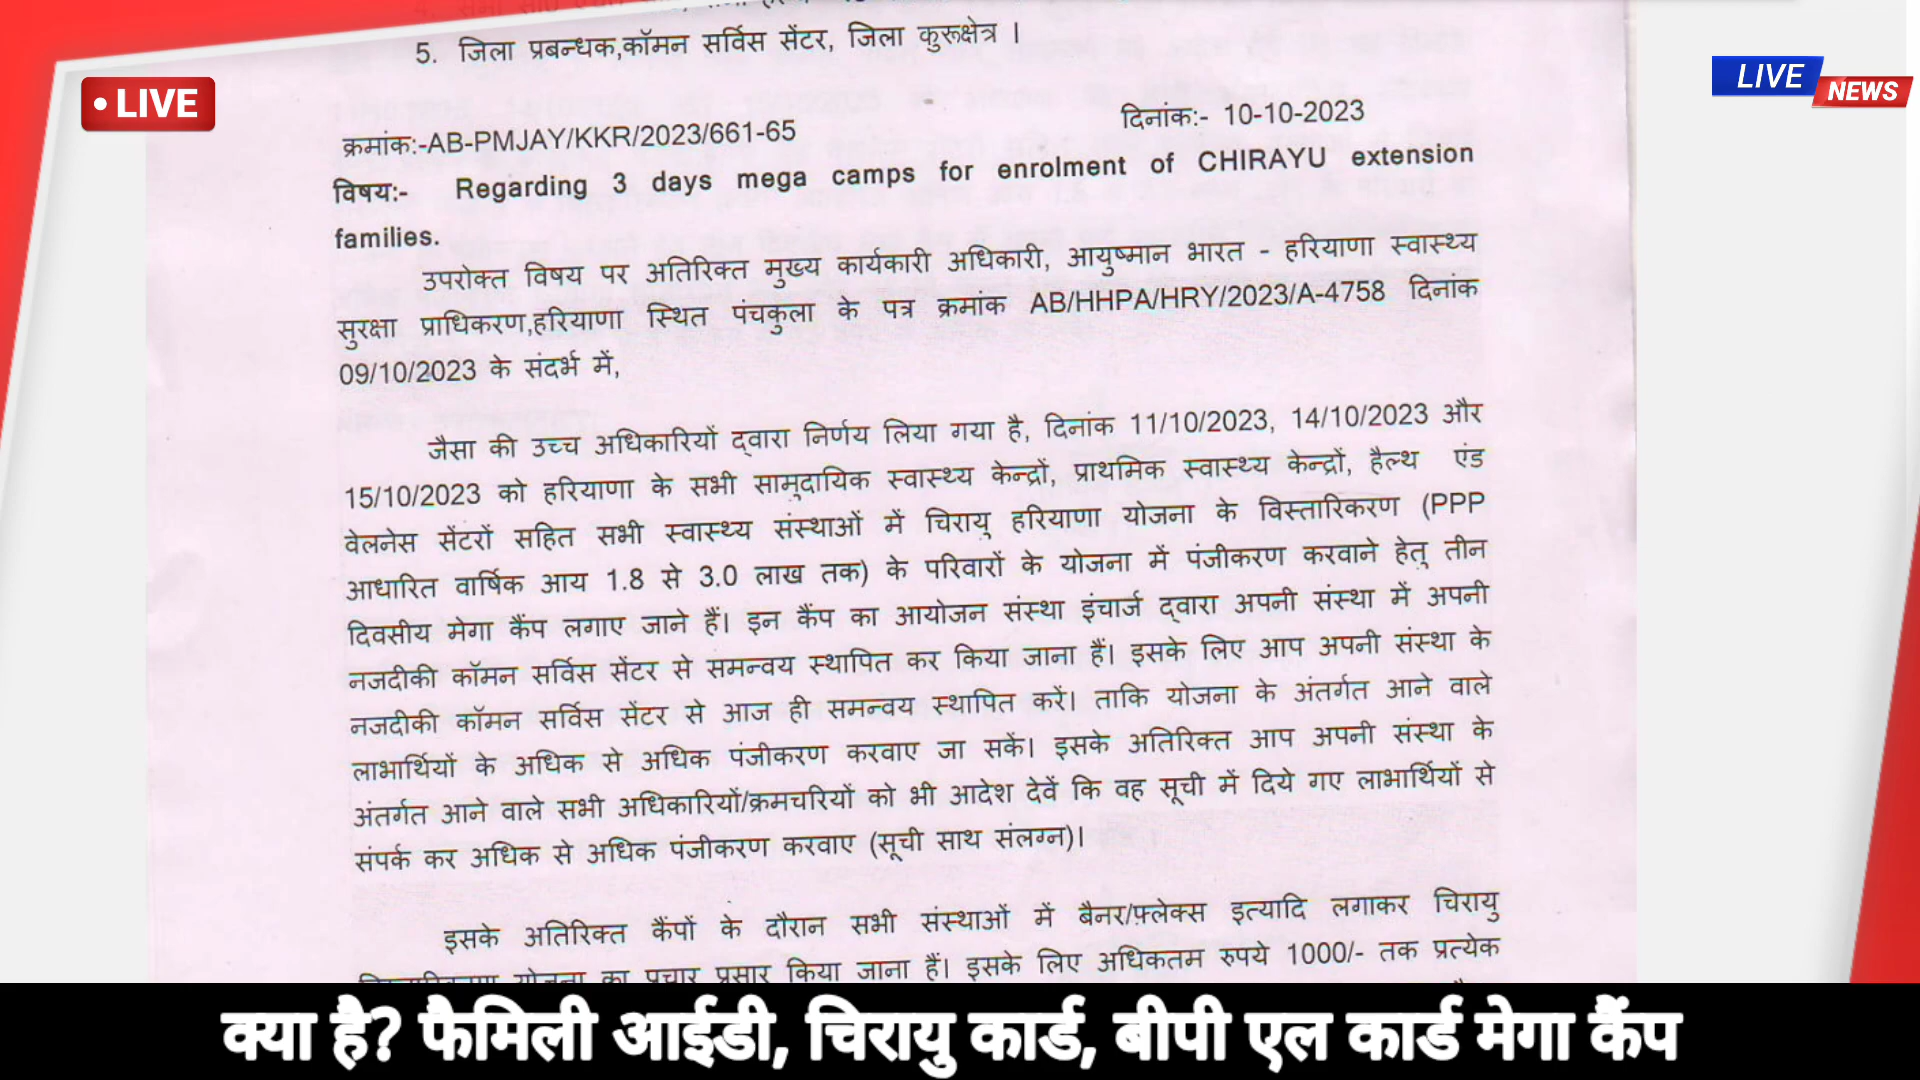 5. जिला प्रबन्धक,कॉमन सर्विस सेंटर, जिला कुरूक्षेत्र ।
• LIVE
LIVE
NEWS
क्रमांक:-AB-PMJAY/KKR/2023/661-65
दिनांक:- 10-10-2023
विषय:- Regarding 3 days mega camps for enrolment of CHIRAYU extension
families.
उपरोक्त विषय पर अतिरिक्त मुख्य कार्यकारी अधिकारी, आयुष्मान भारत - हरियाणा स्वास्थ्य
सुरक्षा प्राधिकरण,हरियाणा स्थित पंचकुला के पत्र क्रमांक AB/HHPA/HRY/2023/A-4758 दिनांक
09/10/2023 के संदर्भ में,
जैसा की उच्च अधिकारियों द्वारा निर्णय लिया गया है, दिनांक 11/10/2023, 14/10/2023 और
15/10/2023 को हरियाणा के सभी सामुदायिक स्वास्थ्य केन्द्रों, प्राथमिक स्वास्थ्य केन्द्रों, हैल्थ एंड
वेलनेस सेंटरों सहित सभी स्वास्थ्य संस्थाओं में चिरायु हरियाणा योजना के विस्तारिकरण (PPP
आधारित वार्षिक आय 1.8 से 3.0 लाख तक) के परिवारों के योजना में पंजीकरण करवाने हेतु तीन
दिवसीय मेगा कैंप लगाए जाने हैं। इन कैंप का आयोजन संस्था इंचार्ज द्वारा अपनी संस्था में अपनी
नजदीकी कॉमन सर्विस सेंटर से समन्वय स्थापित कर किया जाना हैं। इसके लिए आप अपनी संस्था के
नजदीकी कॉमन सर्विस सेंटर से आज ही समन्वय स्थापित करें। ताकि योजना के अंतर्गत आने वाले
लाभार्थियों के अधिक से अधिक पंजीकरण करवाए जा सकें। इसके अतिरिक्त आप अपनी संस्था के
अंतर्गत आने वाले सभी अधिकारियों/क्रमचरियों को भी आदेश देवें कि वह सूची में दिये गए लाभार्थियों से
संपर्क कर अधिक से अधिक पंजीकरण करवाए (सूची साथ संलग्न)।
इसके अतिरिक्त कैंपों के दौरान सभी संस्थाओं में बैनर/फ़्लेक्स इत्यादि लगाकर चिरायु
योजना का प्रचार प्रसार किया जाना हैं। इसके लिए अधिकतम रुपये 1000/- तक प्रत्येक
क्या है? फैमिली आईडी, चिरायु कार्ड, बीपी एल कार्ड मेगा कैंप